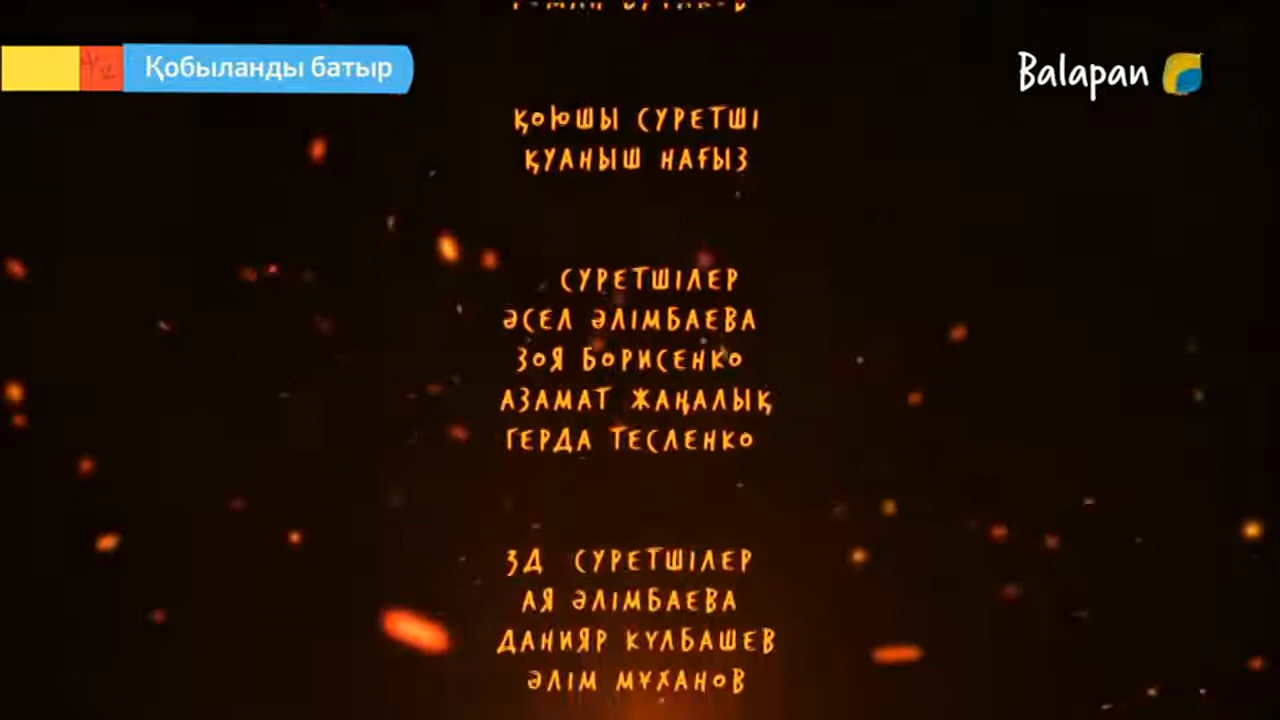 Қобыланды батыр
Balapan
ҚОЮШЫ СУРЕТШІ
ҚУАНЫШ НАҒЫЗ
СУРЕТШІЛЕР
ӘСЕЛ ӘЛІМБАЕВА
ЗОЯ БОРИСЕНКО
АЗАМАТ ЖАҢАЛЫҚ
ГЕРДА ТЕСЛЕНКО
3Д СУРЕТШІЛЕР
АЯ ӘЛІМБАЕВА
ДАНИЯР КҮЛБАШЕВ
ӘЛІМ МҰХАНОВ